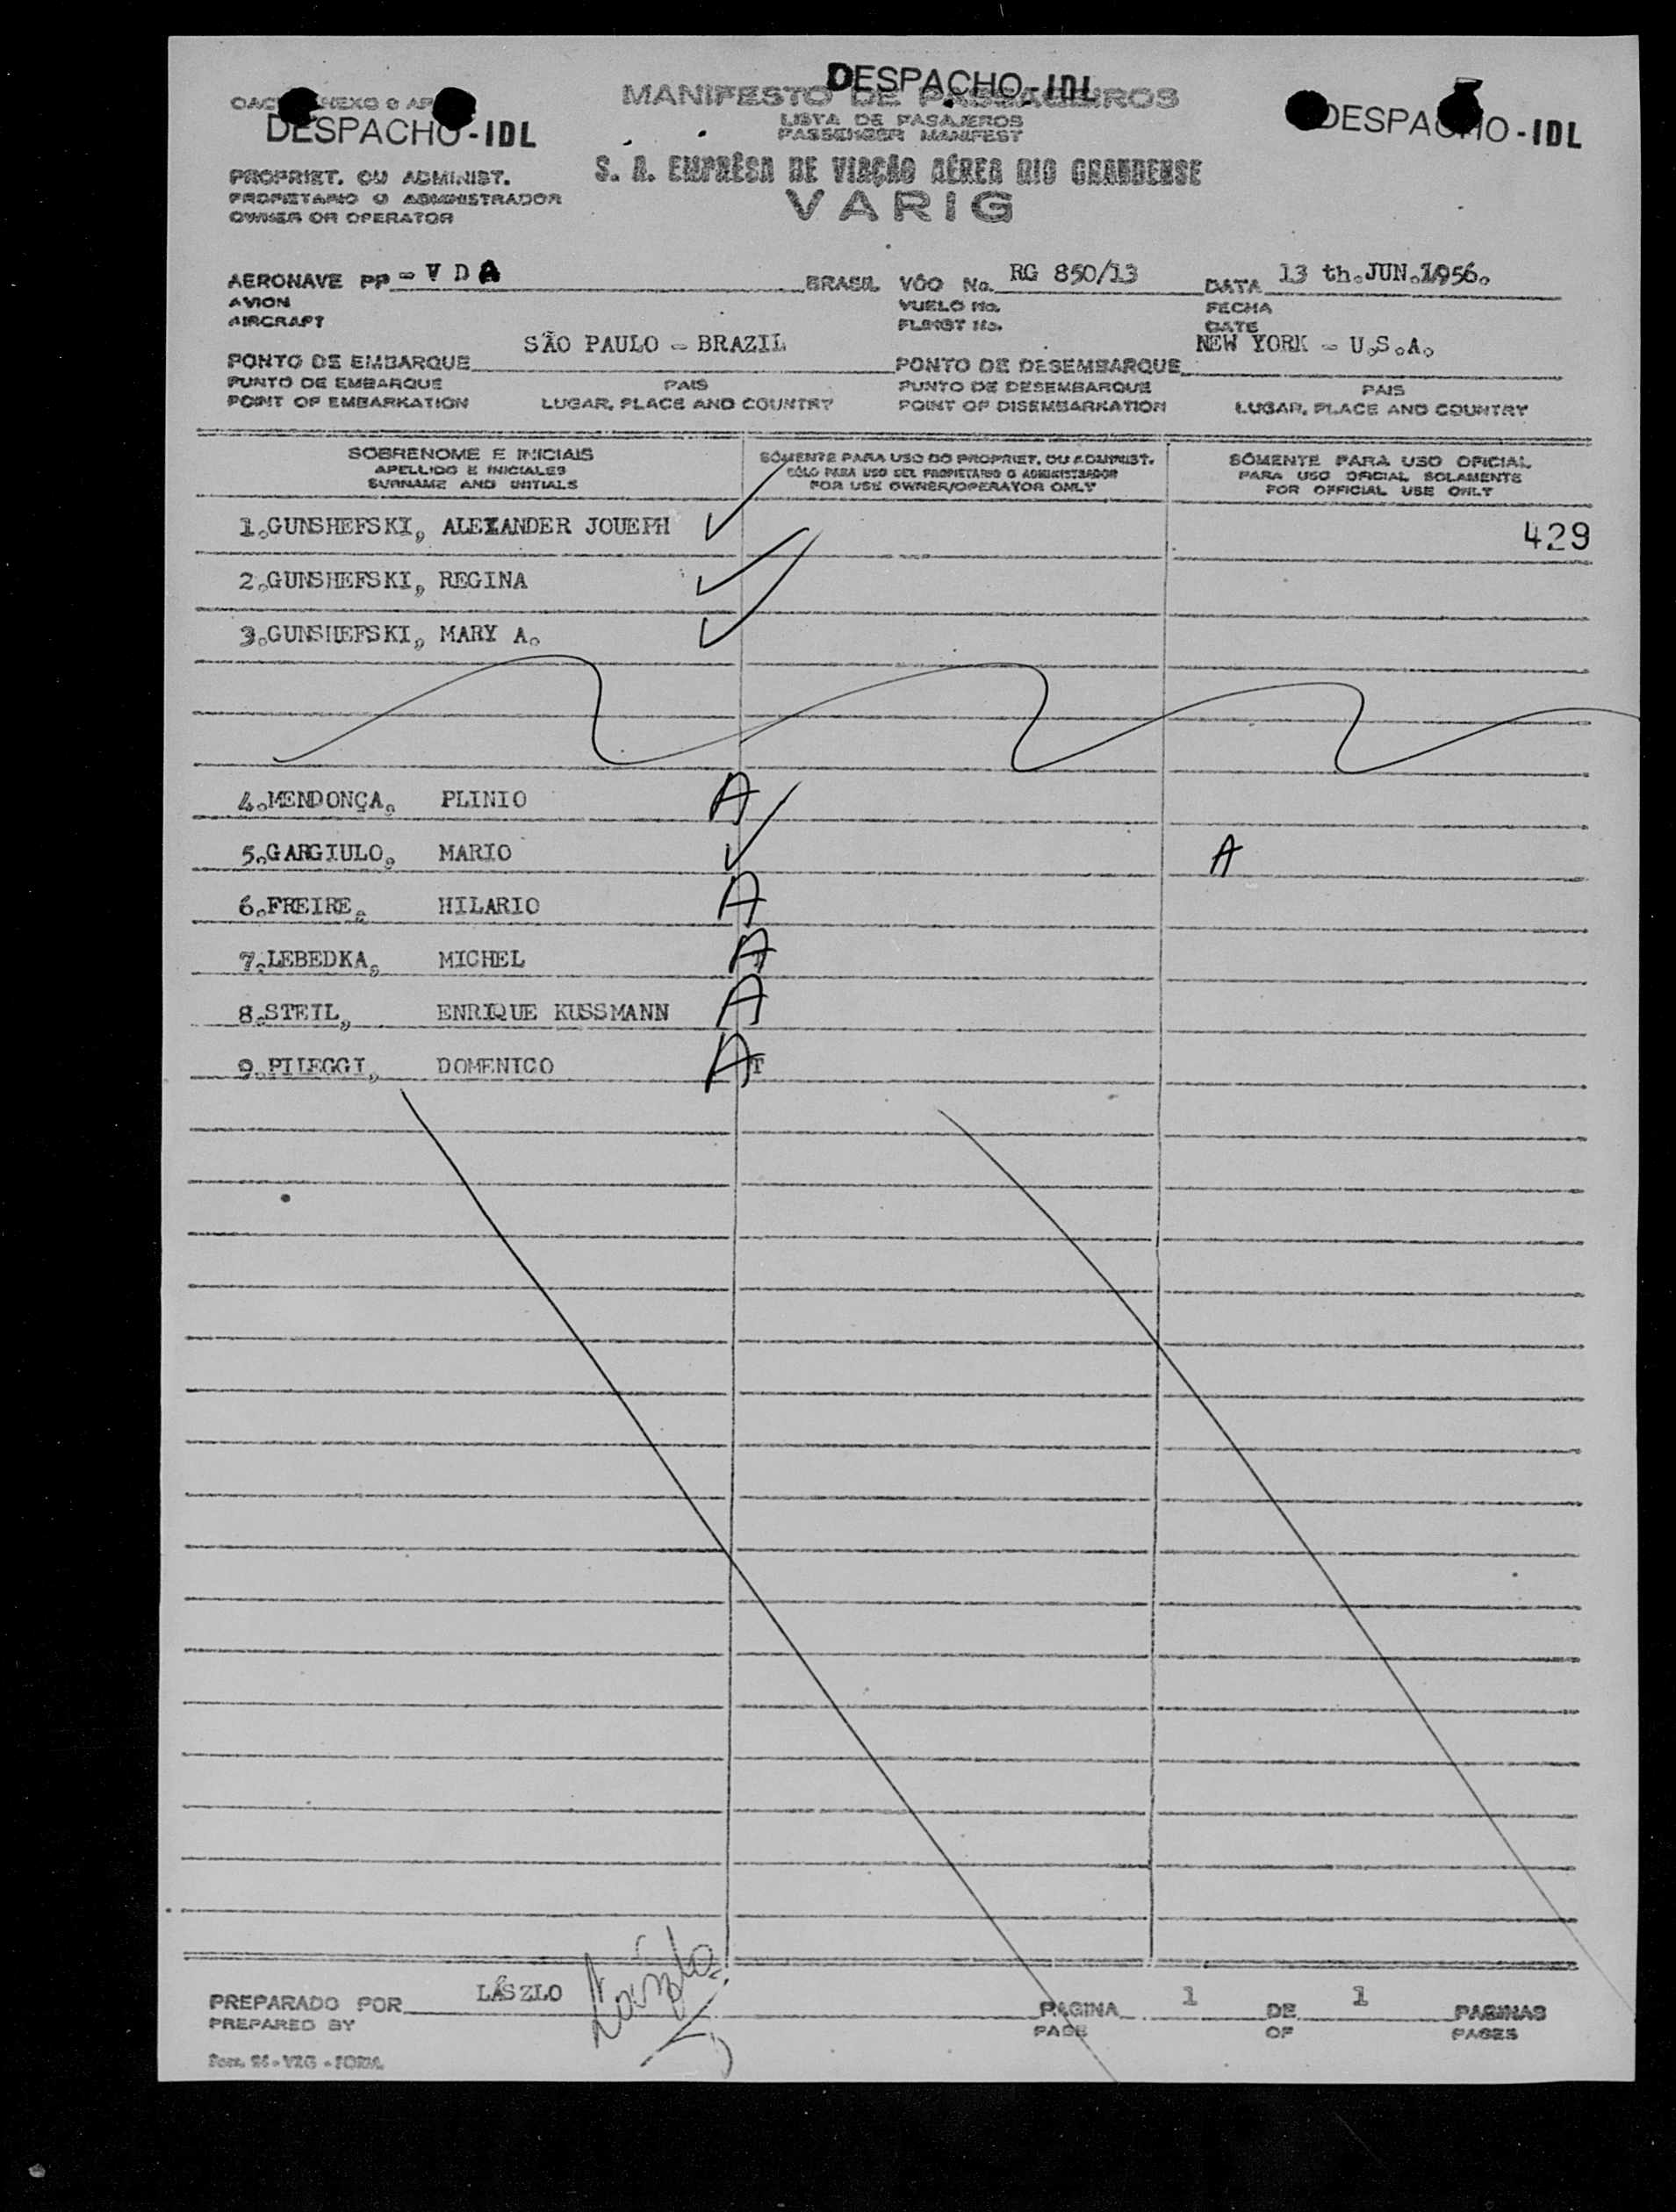 DESPACHO-IDL
MANIFESTO DE PASSAGEIROS
DESPACHO-IDL
DESPACHO-IDL
LISTA DE PASAJEROS
PASSENGER MANIFEST
S. A. EMPRÊSA DE VIAÇÃO AÉREA RIO GRANDENSE
VARIG
PROPRIET. OU ADMINIST.
PROPIETARIO O ADMINISTRADOR
OWNER OR OPERATOR
AERONAVE PP - V D A BRASIL VÔO No. RG 850/13 DATA 13 th.JUN.1956.
AVION VUELO No. FECHA
AIRCRAFT FLIGHT No. DATE
PONTO DE EMBARQUE SÃO PAULO - BRAZIL PONTO DE DESEMBARQUE NEW YORK - U.S.A.
PUNTO DE EMBARQUE PAIS PUNTO DE DESEMBARQUE PAIS
POINT OF EMBARKATION LUGAR, PLACE AND COUNTRY POINT OF DISEMBARKATION LUGAR, PLACE AND COUNTRY
SOBRENOME E INICIAIS SÓMENTE PARA USO DO PROPRIET. OU ADMINIST. SÓMENTE PARA USO OFICIAL
APELLIDO E INICIALES SÓLO PARA USO DEL PROPIETARIO O ADMINISTRADOR PARA USO OFICIAL SOLAMENTE
SURNAME AND INITIALS FOR USE OWNER/OPERATOR ONLY FOR OFFICIAL USE ONLY
1.GUNSHEFSKI, ALEXANDER JOUEPH 429
2.GUNSHEFSKI, REGINA
3.GUNSHEFSKI, MARY A.
4.MENDONÇA, PLINIO A
5.GARGIULO, MARIO A
6.FREIRE, HILARIO A
7.LEBEDKA, MICHEL A
8.STEIL, ENRIQUE KUSSMANN A
9.PILEGGI, DOMENICO A T
PREPARADO POR LÁSZLO László PAGINA 1 DE 1 PAGINAS
PREPARED BY PAGE OF PAGES